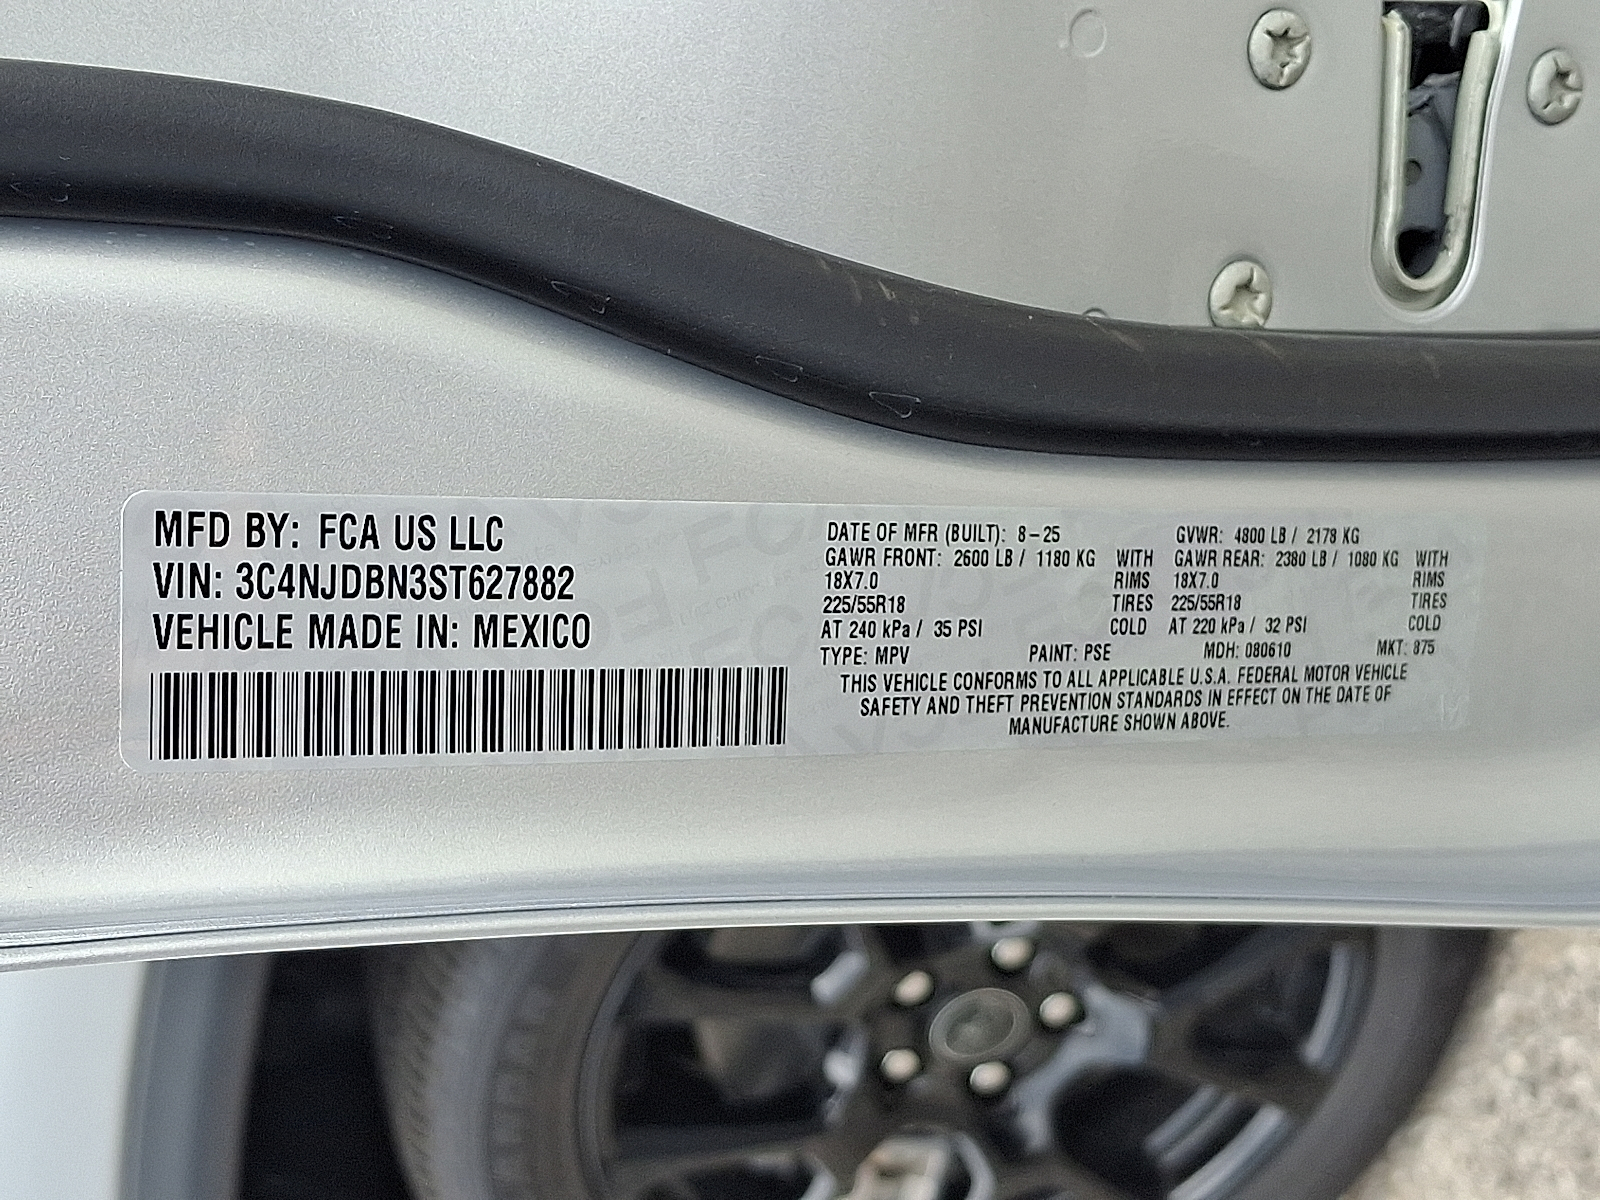 MFD BY: FCA US LLC
VIN: 3C4NJDBN3ST627882
VEHICLE MADE IN: MEXICO
DATE OF MFR (BUILT): 8-25 GVWR: 4800 LB / 2178 KG
GAWR FRONT: 2600 LB / 1180 KG WITH GAWR REAR: 2380 LB / 1080 KG WITH
18X7.0 RIMS 18X7.0 RIMS
225/55R18 TIRES 225/55R18 TIRES
AT 240 kPa / 35 PSI COLD AT 220 kPa / 32 PSI COLD
TYPE: MPV PAINT: PSE MDH: 080610 MKT: 875
THIS VEHICLE CONFORMS TO ALL APPLICABLE U.S.A. FEDERAL MOTOR VEHICLE
SAFETY AND THEFT PREVENTION STANDARDS IN EFFECT ON THE DATE OF
MANUFACTURE SHOWN ABOVE.